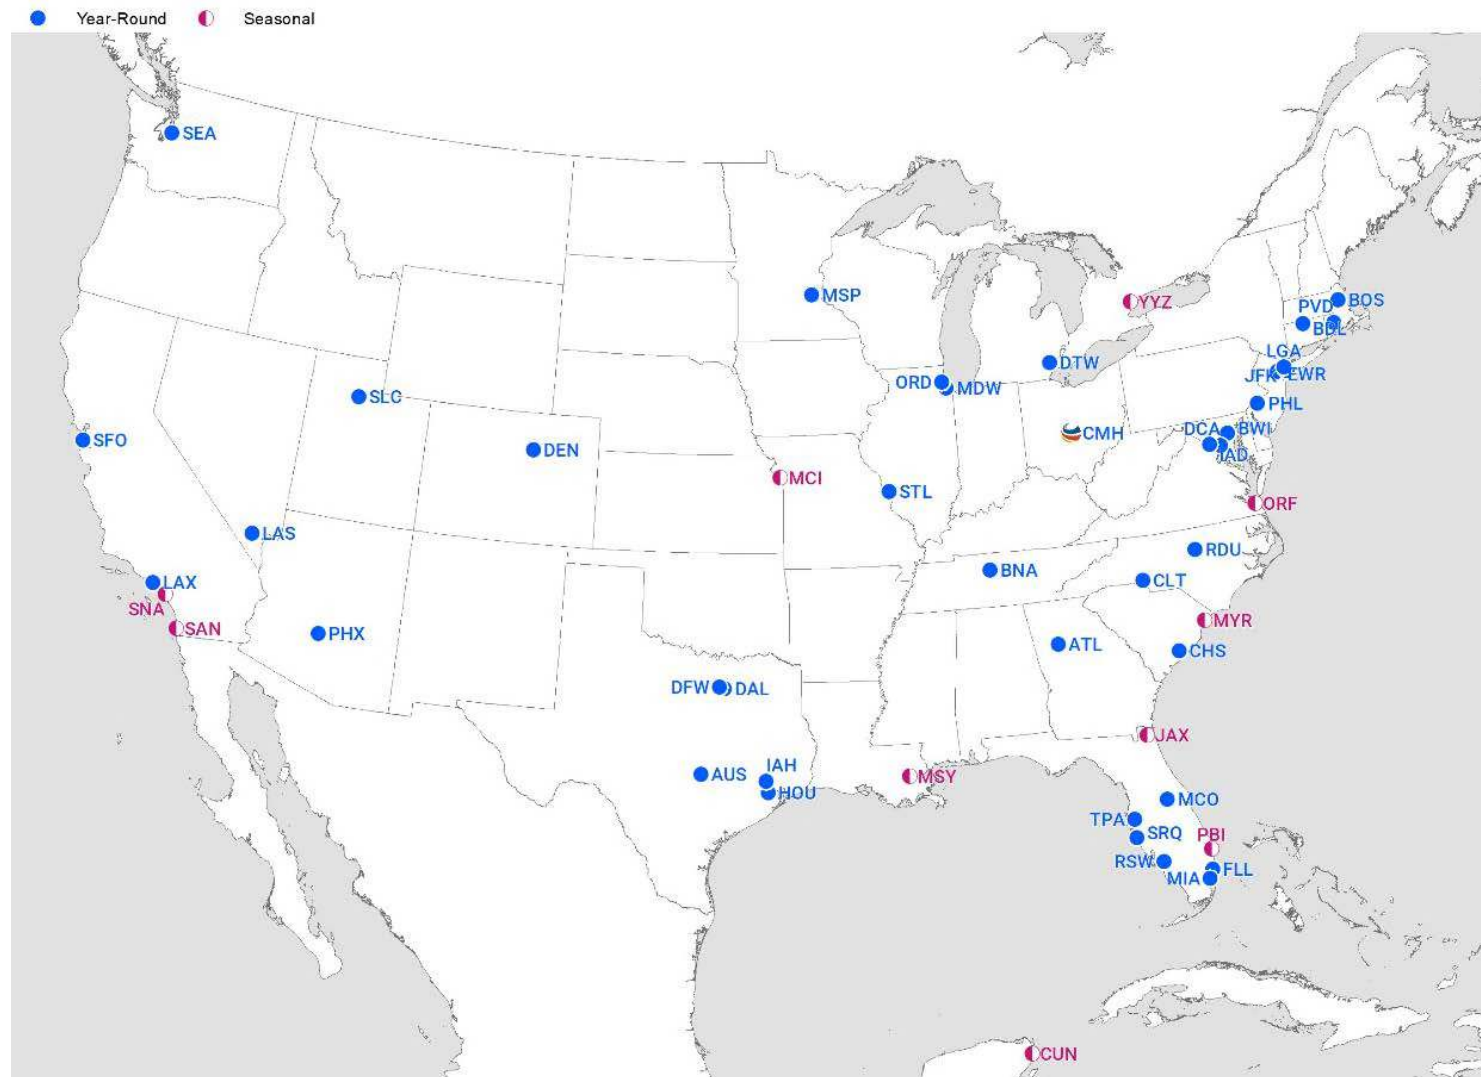 Year-Round Seasonal
SEA
MSP
YYZ
BOS
PVD
BDL
LGA
DTW
JFK
EWR
ORD
MDW
SLC
PHL
DCA
BWI
CMH
SFO
DEN
IAD
MCI
STL
ORF
LAS
RDU
BNA
CLT
LAX
SNA
MYR
SAN
PHX
ATL
CHS
DFW
DAL
JAX
IAH
AUS
MSY
HOU
MCO
TPA
SRQ
PBI
RSW
FLL
MIA
CUN